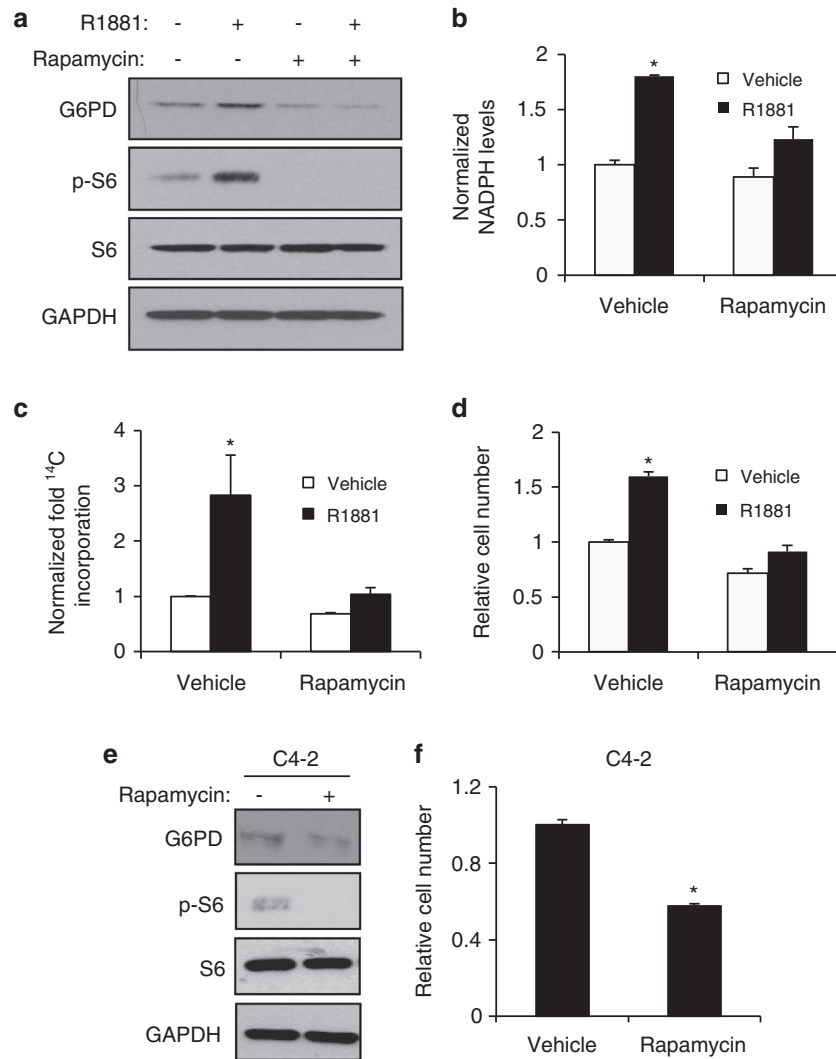 a
R1881: - + - +
Rapamycin: - - + +
G6PD
p-S6
S6
GAPDH
b
Normalized
NADPH levels
2
1.5
1
0.5
0
*
Vehicle
R1881
Vehicle Rapamycin
c
Normalized fold ¹⁴C
incorporation
4
3
2
1
0
*
Vehicle
R1881
Vehicle Rapamycin
d
Relative cell number
2
1.5
1
0.5
0
*
Vehicle
R1881
Vehicle Rapamycin
e
C4-2
Rapamycin: - +
G6PD
p-S6
S6
GAPDH
f
C4-2
Relative cell number
1.2
0.8
0.4
0
*
Vehicle Rapamycin